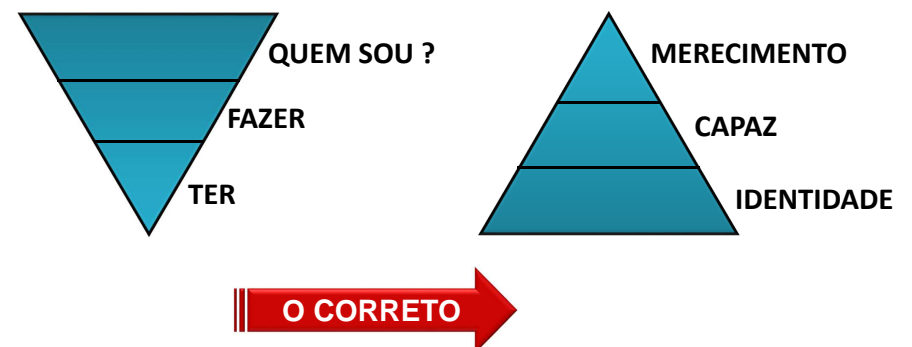 QUEM SOU ?
FAZER
TER
MERECIMENTO
CAPAZ
IDENTIDADE
O CORRETO